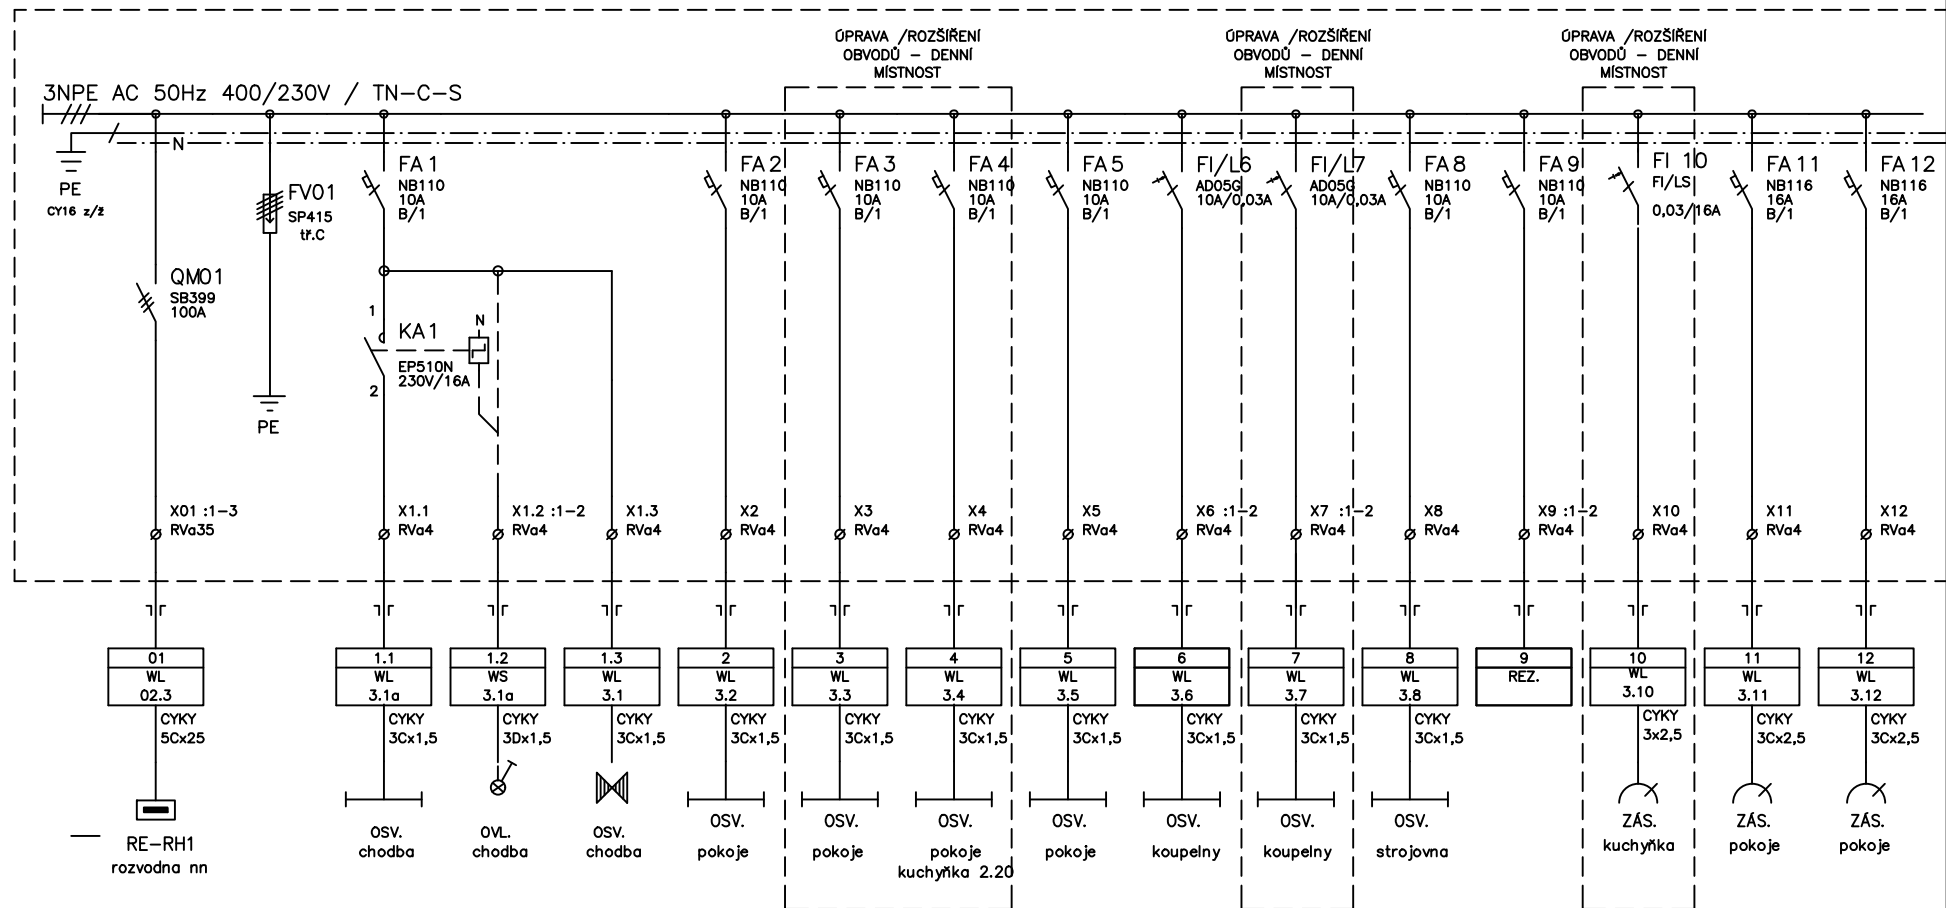 ÚPRAVA /ROZŠÍŘENÍ
OBVODŮ – DENNÍ
MÍSTNOST
ÚPRAVA /ROZŠÍŘENÍ
OBVODŮ – DENNÍ
MÍSTNOST
ÚPRAVA /ROZŠÍŘENÍ
OBVODŮ – DENNÍ
MÍSTNOST
3NPE AC 50Hz 400/230V / TN-C-S
N
PE
CY16 z/ž
QM01
SB399
100A
FV01
SP415
tř.C
PE
FA1
NB110
10A
B/1
1
KA1
EP510N
230V/16A
2
N
FA2
NB110
10A
B/1
FA3
NB110
10A
B/1
FA4
NB110
10A
B/1
FA5
NB110
10A
B/1
FI/L6
AD05G
10A/0,03A
FI/L7
AD05G
10A/0,03A
FA8
NB110
10A
B/1
FA9
NB110
10A
B/1
FI 10
FI/LS
0,03/16A
FA11
NB116
16A
B/1
FA12
NB116
16A
B/1
X01 :1-3
RVa35
X1.1
RVa4
X1.2 :1-2
RVa4
X1.3
RVa4
X2
RVa4
X3
RVa4
X4
RVa4
X5
RVa4
X6 :1-2
RVa4
X7 :1-2
RVa4
X8
RVa4
X9 :1-2
RVa4
X10
RVa4
X11
RVa4
X12
RVa4
01
WL
02.3
CYKY
5Cx25
RE-RH1
rozvodna nn
1.1
WL
3.1a
CYKY
3Cx1,5
OSV.
chodba
1.2
WS
3.1a
CYKY
3Dx1,5
OVL.
chodba
1.3
WL
3.1
CYKY
3Cx1,5
OSV.
chodba
2
WL
3.2
CYKY
3Cx1,5
OSV.
pokoje
3
WL
3.3
CYKY
3Cx1,5
OSV.
pokoje
4
WL
3.4
CYKY
3Cx1,5
OSV.
pokoje
kuchyňka 2.20
5
WL
3.5
CYKY
3Cx1,5
OSV.
pokoje
6
WL
3.6
CYKY
3Cx1,5
OSV.
koupelny
7
WL
3.7
CYKY
3Cx1,5
OSV.
koupelny
8
WL
3.8
CYKY
3Cx1,5
OSV.
strojovna
9
REZ.
10
WL
3.10
CYKY
3x2,5
ZÁS.
kuchyňka
11
WL
3.11
CYKY
3Cx2,5
ZÁS.
pokoje
12
WL
3.12
CYKY
3Cx2,5
ZÁS.
pokoje